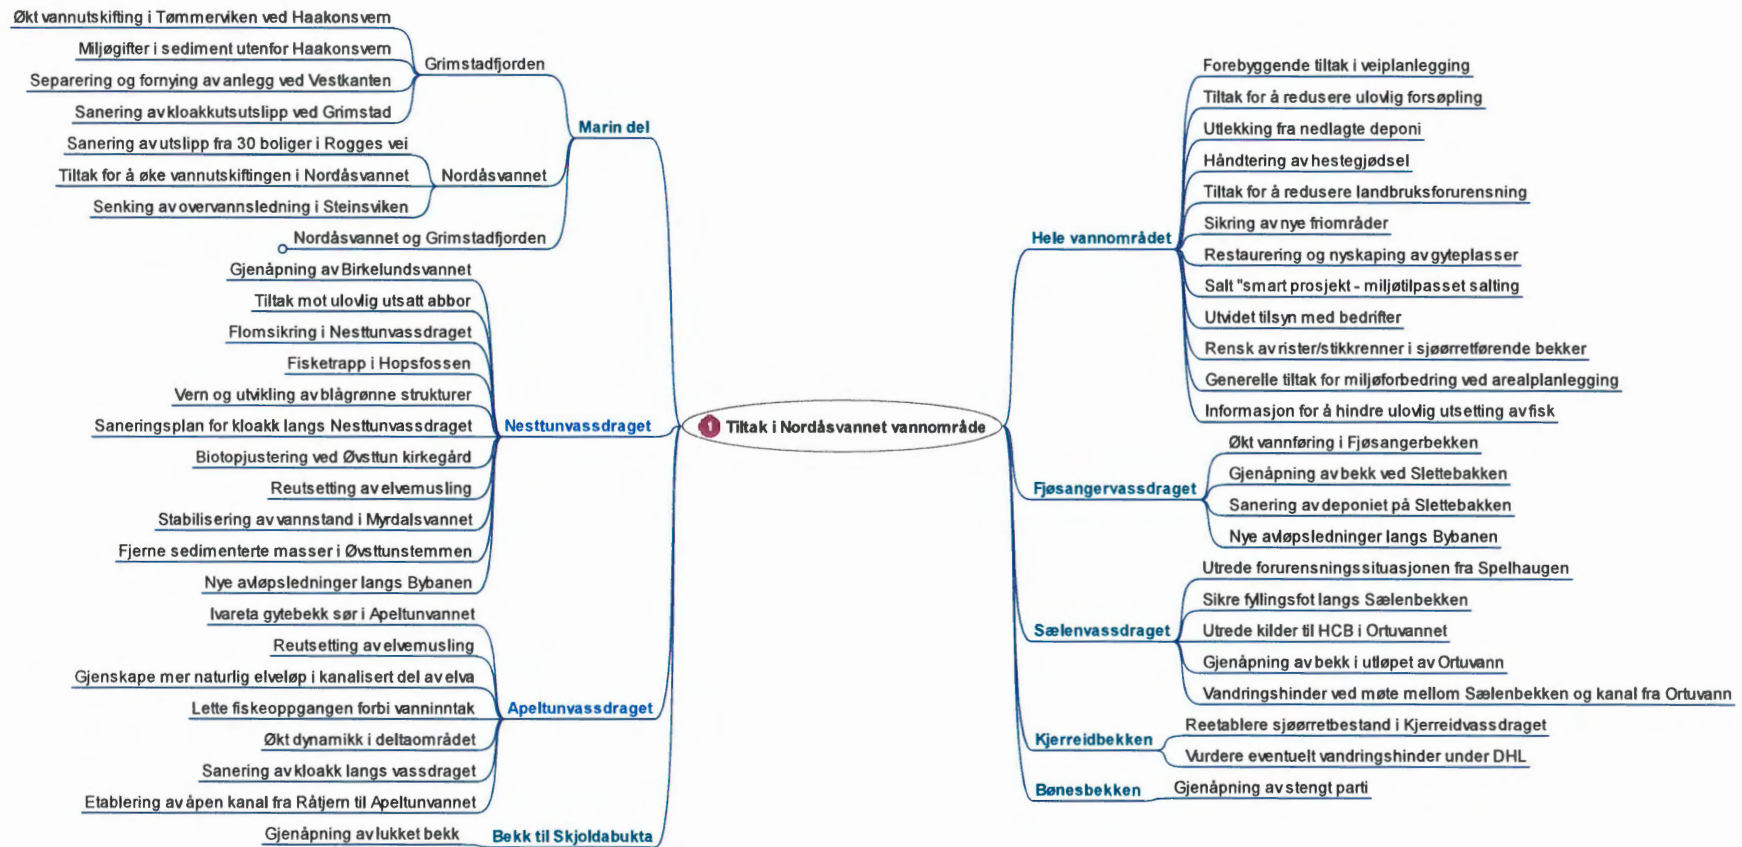 Økt vannutskifting i Tømmerviken ved Haakonsvern
Miljøgifter i sediment utenfor Haakonsvern
Separering og fornying av anlegg ved Vestkanten
Sanering av kloakkutsutslipp ved Grimstad
Grimstadfjorden
Sanering av utslipp fra 30 boliger i Rogges vei
Tiltak for å øke vannutskiftingen i Nordåsvannet
Senking av overvannsledning i Steinsviken
Nordåsvannet
Nordåsvannet og Grimstadfjorden
Marin del
Gjenåpning av Birkelundsvannet
Tiltak mot ulovlig utsatt abbor
Flomsikring i Nesttunvassdraget
Fisketrapp i Hopsfossen
Vern og utvikling av blågrønne strukturer
Saneringsplan for kloakk langs Nesttunvassdraget
Biotopjustering ved Øvsttun kirkegård
Reutsetting av elvemusling
Stabilisering av vannstand i Myrdalsvannet
Fjerne sedimenterte masser i Øvsttunstemmen
Nye avløpsledninger langs Bybanen
Nesttunvassdraget
Ivareta gytebekk sør i Apeltunvannet
Reutsetting av elvemusling
Gjenskape mer naturlig elveløp i kanalisert del av elva
Lette fiskeoppgangen forbi vanninntak
Økt dynamikk i deltaområdet
Sanering av kloakk langs vassdraget
Etablering av åpen kanal fra Råtjern til Apeltunvannet
Apeltunvassdraget
Gjenåpning av lukket bekk
Bekk til Skjoldabukta
1 Tiltak i Nordåsvannet vannområde
Hele vannområdet
Forebyggende tiltak i veiplanlegging
Tiltak for å redusere ulovlig forsøpling
Utlekking fra nedlagte deponi
Håndtering av hestegjødsel
Tiltak for å redusere landbruksforurensning
Sikring av nye friområder
Restaurering og nyskaping av gyteplasser
Salt "smart prosjekt - miljøtilpasset salting
Utvidet tilsyn med bedrifter
Rensk av rister/stikkrenner i sjøørretførende bekker
Generelle tiltak for miljøforbedring ved arealplanlegging
Informasjon for å hindre ulovlig utsetting av fisk
Fjøsangervassdraget
Økt vannføring i Fjøsangerbekken
Gjenåpning av bekk ved Slettebakken
Sanering av deponiet på Slettebakken
Nye avløpsledninger langs Bybanen
Sælenvassdraget
Utrede forurensningssituasjonen fra Spelhaugen
Sikre fyllingsfot langs Sælenbekken
Utrede kilder til HCB i Ortuvannet
Gjenåpning av bekk i utløpet av Ortuvann
Vandringshinder ved møte mellom Sælenbekken og kanal fra Ortuvann
Kjerreidbekken
Reetablere sjøørretbestand i Kjerreidvassdraget
Vurdere eventuelt vandringshinder under DHL
Bønesbekken
Gjenåpning av stengt parti